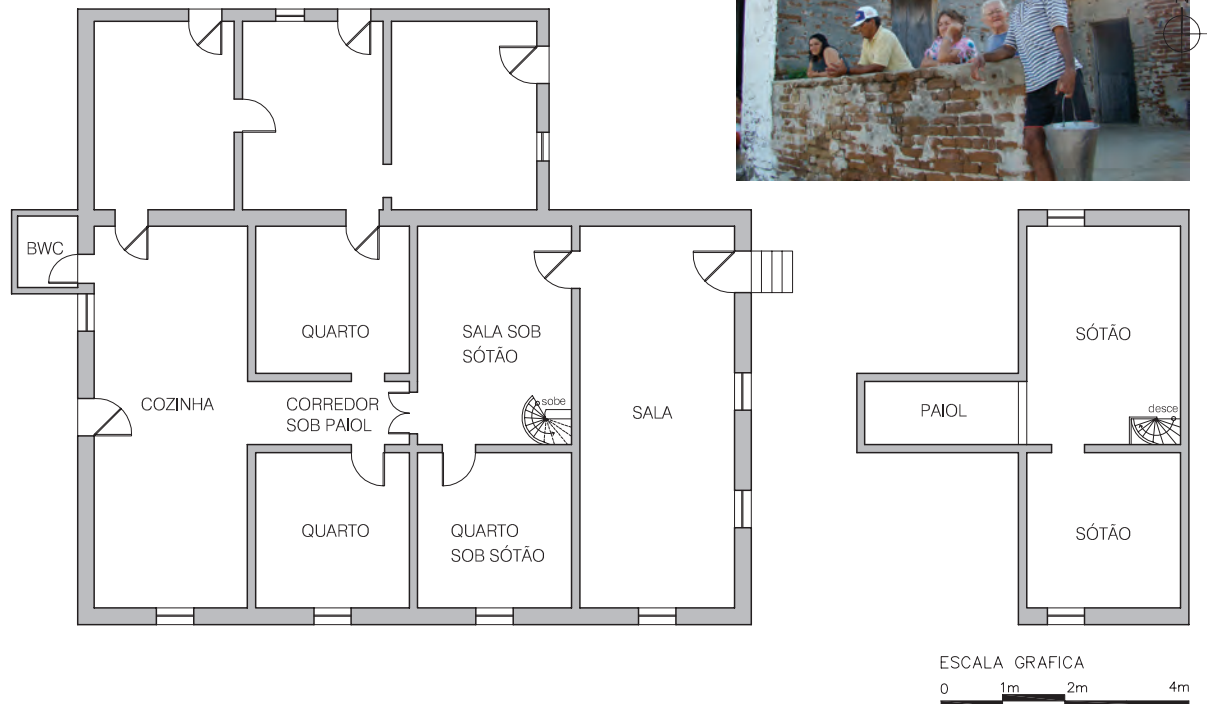 BWC
QUARTO
SALA SOB
SÓTÃO
sobe
COZINHA
CORREDOR
SOB PAIOL
SALA
QUARTO
QUARTO
SOB SÓTÃO
SÓTÃO
PAIOL
desce
SÓTÃO
ESCALA GRAFICA
0 1m 2m 4m